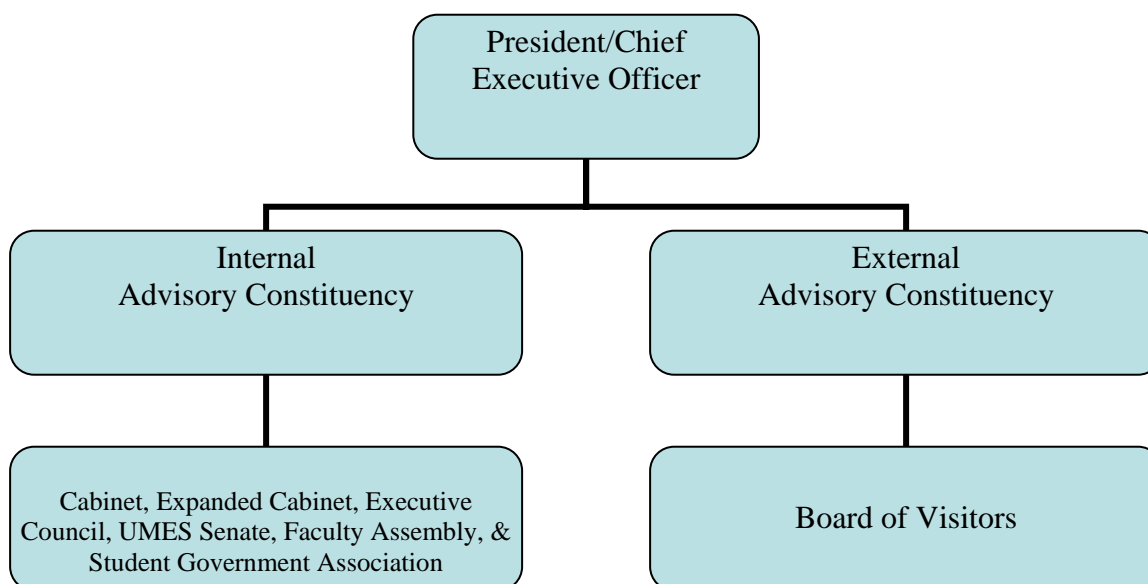 President/Chief
Executive Officer
Internal
Advisory Constituency
External
Advisory Constituency
Cabinet, Expanded Cabinet, Executive
Council, UMES Senate, Faculty Assembly, &
Student Government Association
Board of Visitors